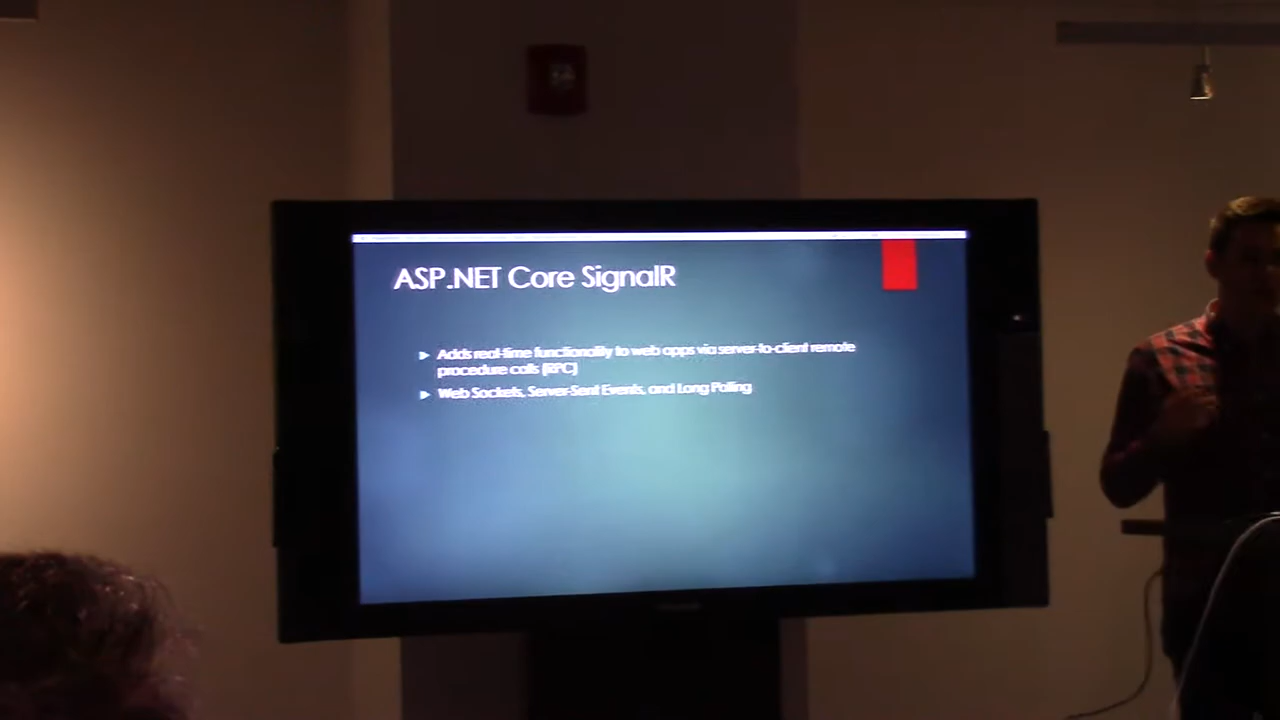 ASP.NET Core SignalR
Adds real-time functionality to web apps via server-to-client remote
procedure calls (RPC)
Web Sockets, Server-Sent Events, and Long Polling